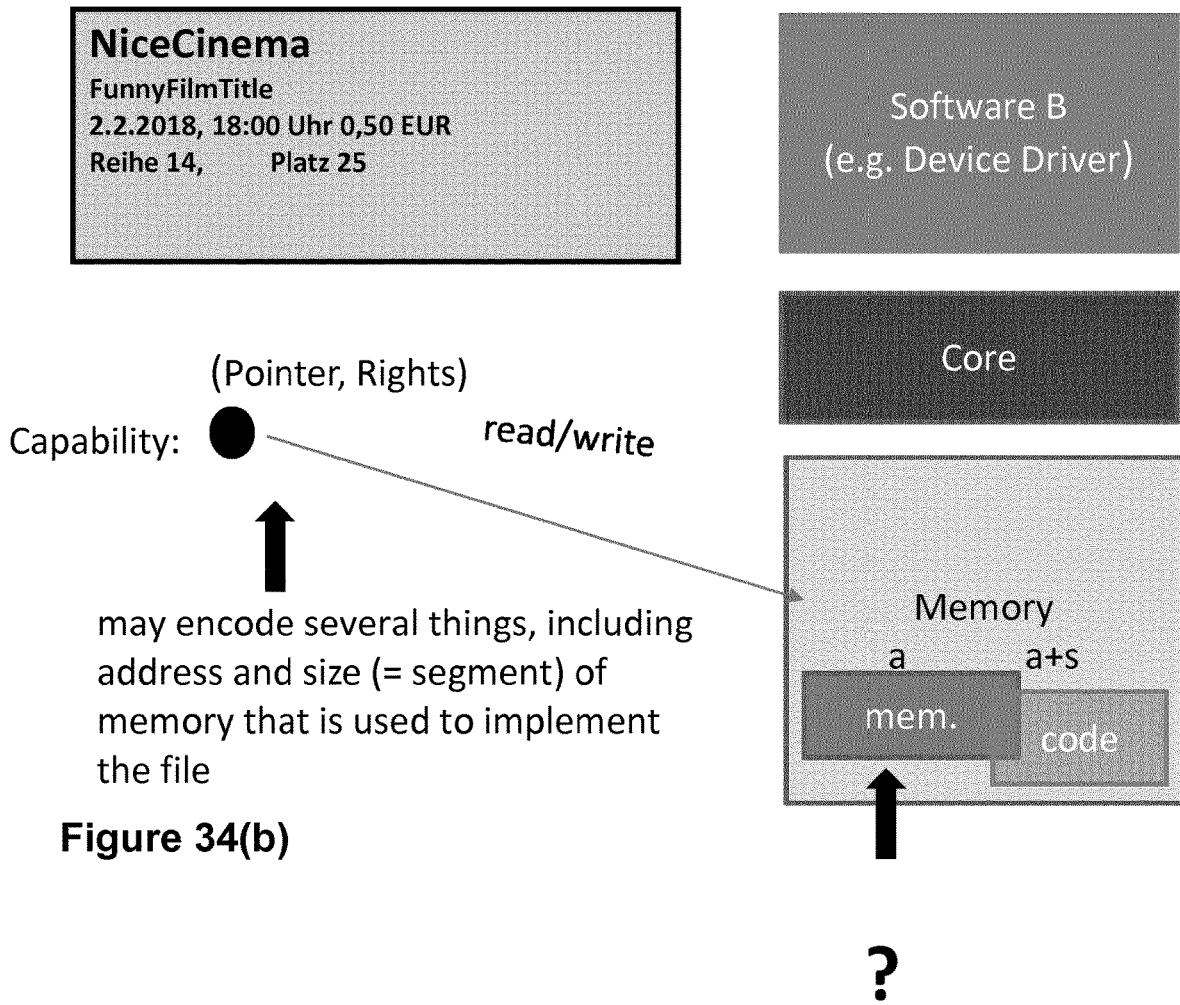 NiceCinema
FunnyFilmTitle
2.2.2018, 18:00 Uhr 0,50 EUR
Reihe 14, Platz 25
Software B
(e.g. Device Driver)
Core
(Pointer, Rights)
Capability:
read/write
may encode several things, including
address and size (= segment) of
memory that is used to implement
the file
Memory
a a+s
mem.
code
Figure 34(b)
?